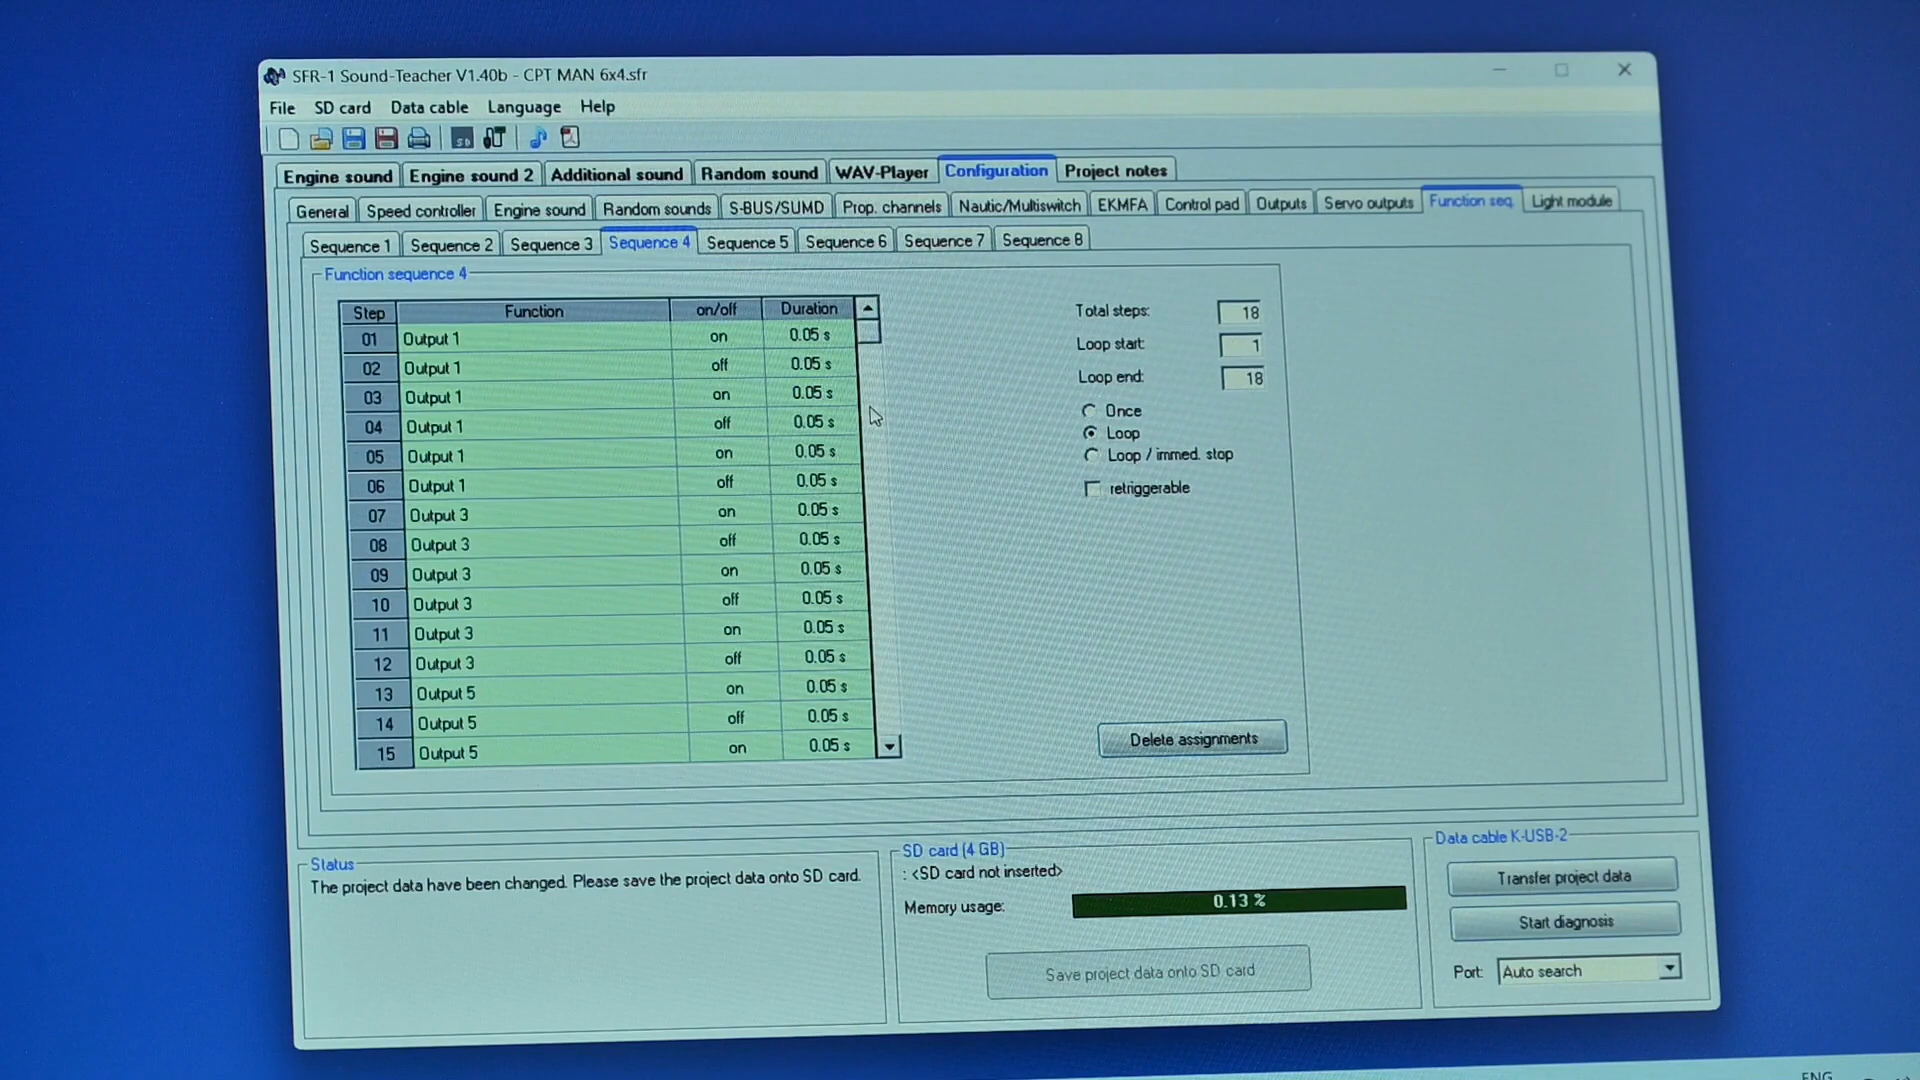 SFR-1 Sound-Teacher V1.40b - CPT MAN 6x4.sfr
File SD card Data cable Language Help
Engine sound Engine sound 2 Additional sound Random sound WAV-Player Configuration Project notes
General Speed controller Engine sound Random sounds S-BUS/SUMD Prop. channels Nautic/Multiswitch EKMFA Control pad Outputs Servo outputs Function seq. Light module
Sequence 1 Sequence 2 Sequence 3 Sequence 4 Sequence 5 Sequence 6 Sequence 7 Sequence 8
Function sequence 4
Step Function on/off Duration
01 Output 1 on 0.05 s
02 Output 1 off 0.05 s
03 Output 1 on 0.05 s
04 Output 1 off 0.05 s
05 Output 1 on 0.05 s
06 Output 1 off 0.05 s
07 Output 3 on 0.05 s
08 Output 3 off 0.05 s
09 Output 3 on 0.05 s
10 Output 3 off 0.05 s
11 Output 3 on 0.05 s
12 Output 3 off 0.05 s
13 Output 5 on 0.05 s
14 Output 5 off 0.05 s
15 Output 5 on 0.05 s
Total steps: 18
Loop start: 1
Loop end: 18
Once
Loop
Loop / immed. stop
retriggerable
Delete assignments
Status
The project data have been changed. Please save the project data onto SD card.
SD card (4 GB)
: <SD card not inserted>
Memory usage: 0.13 %
Save project data onto SD card
Data cable K-USB-2
Transfer project data
Start diagnosis
Port: Auto search
ENG